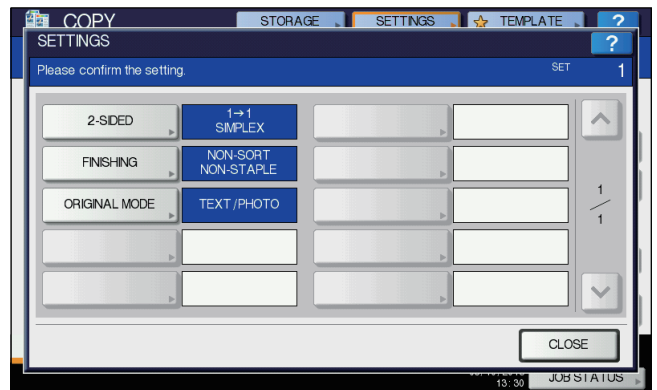 COPY
STORAGE
SETTINGS
TEMPLATE
?
SETTINGS
?
Please confirm the setting.
SET
1
2-SIDED
1→1
SIMPLEX
FINISHING
NON-SORT
NON-STAPLE
ORIGINAL MODE
TEXT/PHOTO
1
1
CLOSE
13:30
JOB STATUS